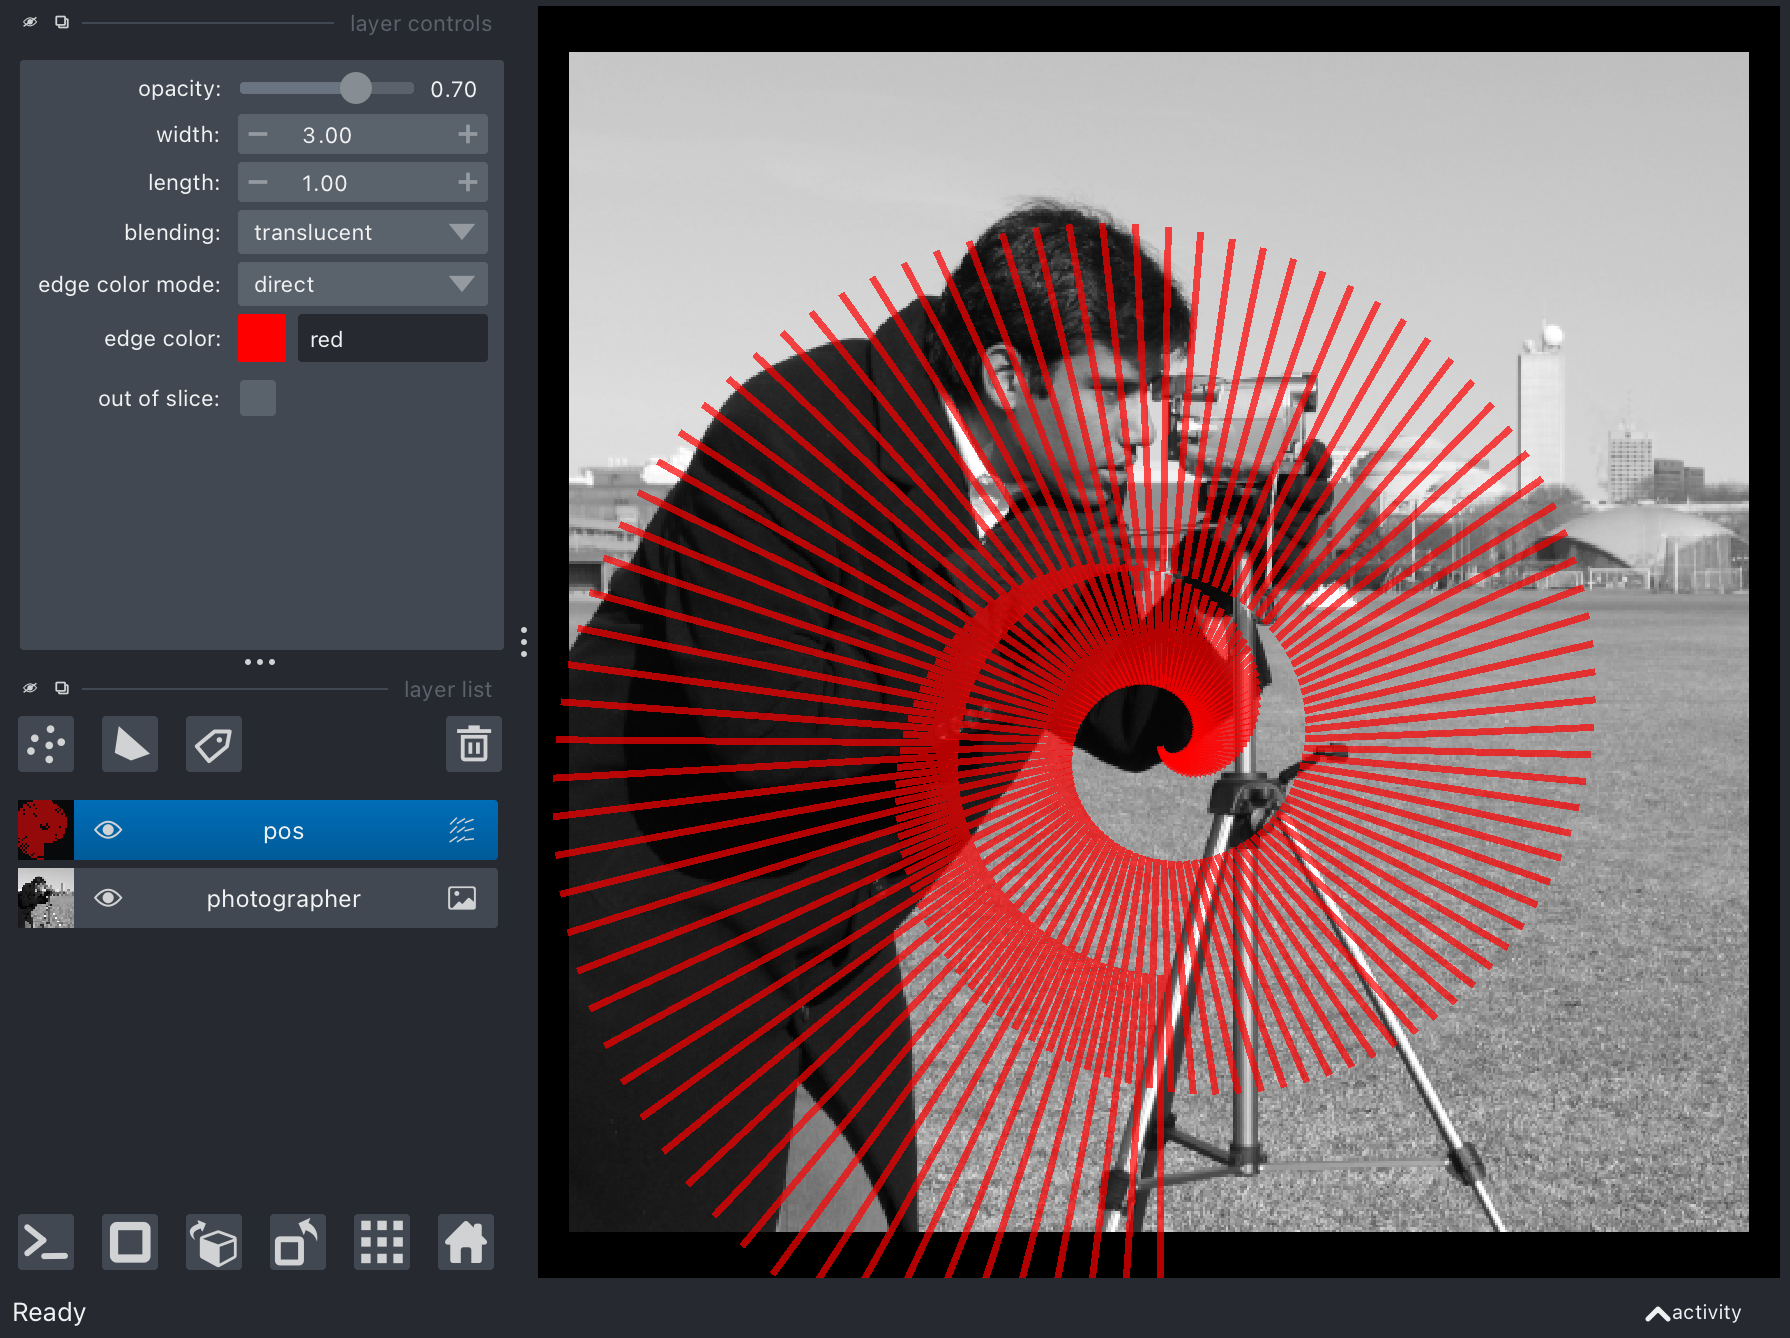 layer controls
opacity: 0.70
width: 3.00
length: 1.00
blending: translucent
edge color mode: direct
edge color: red
out of slice:
layer list
pos
photographer
Ready
activity